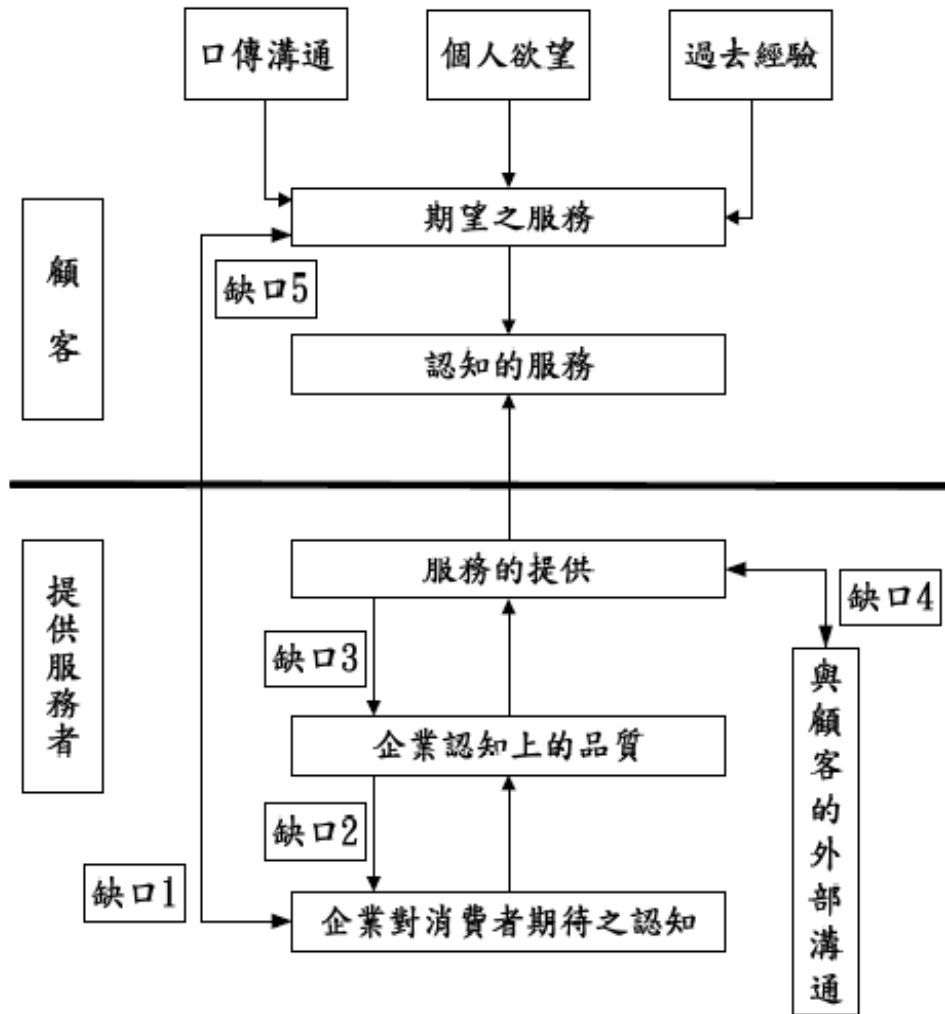 口傳溝通
個人欲望
過去經驗
期望之服務
缺口5
顧客
認知的服務
提供服務者
服務的提供
缺口4
缺口3
與顧客的外部溝通
企業認知上的品質
缺口2
缺口1
企業對消費者期待之認知